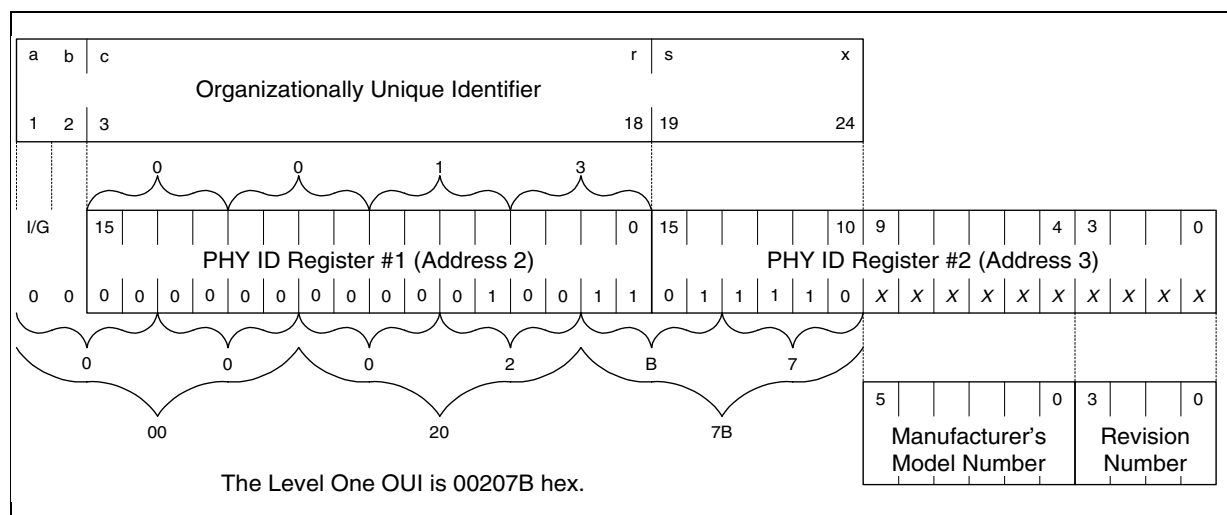 a b c r s x
Organizationally Unique Identifier
1 2 3 18 19 24
0 0 1 3
I/G 15 0 15 10 9 4 3 0
PHY ID Register #1 (Address 2) PHY ID Register #2 (Address 3)
0 0 0 0 0 0 0 0 0 0 0 0 0 1 0 0 1 1 0 1 1 1 1 0 X X X X X X X X X X
0 0 0 2 B 7
5 0 3 0
00 20 7B
Manufacturer's Revision
Model Number Number
The Level One OUI is 00207B hex.